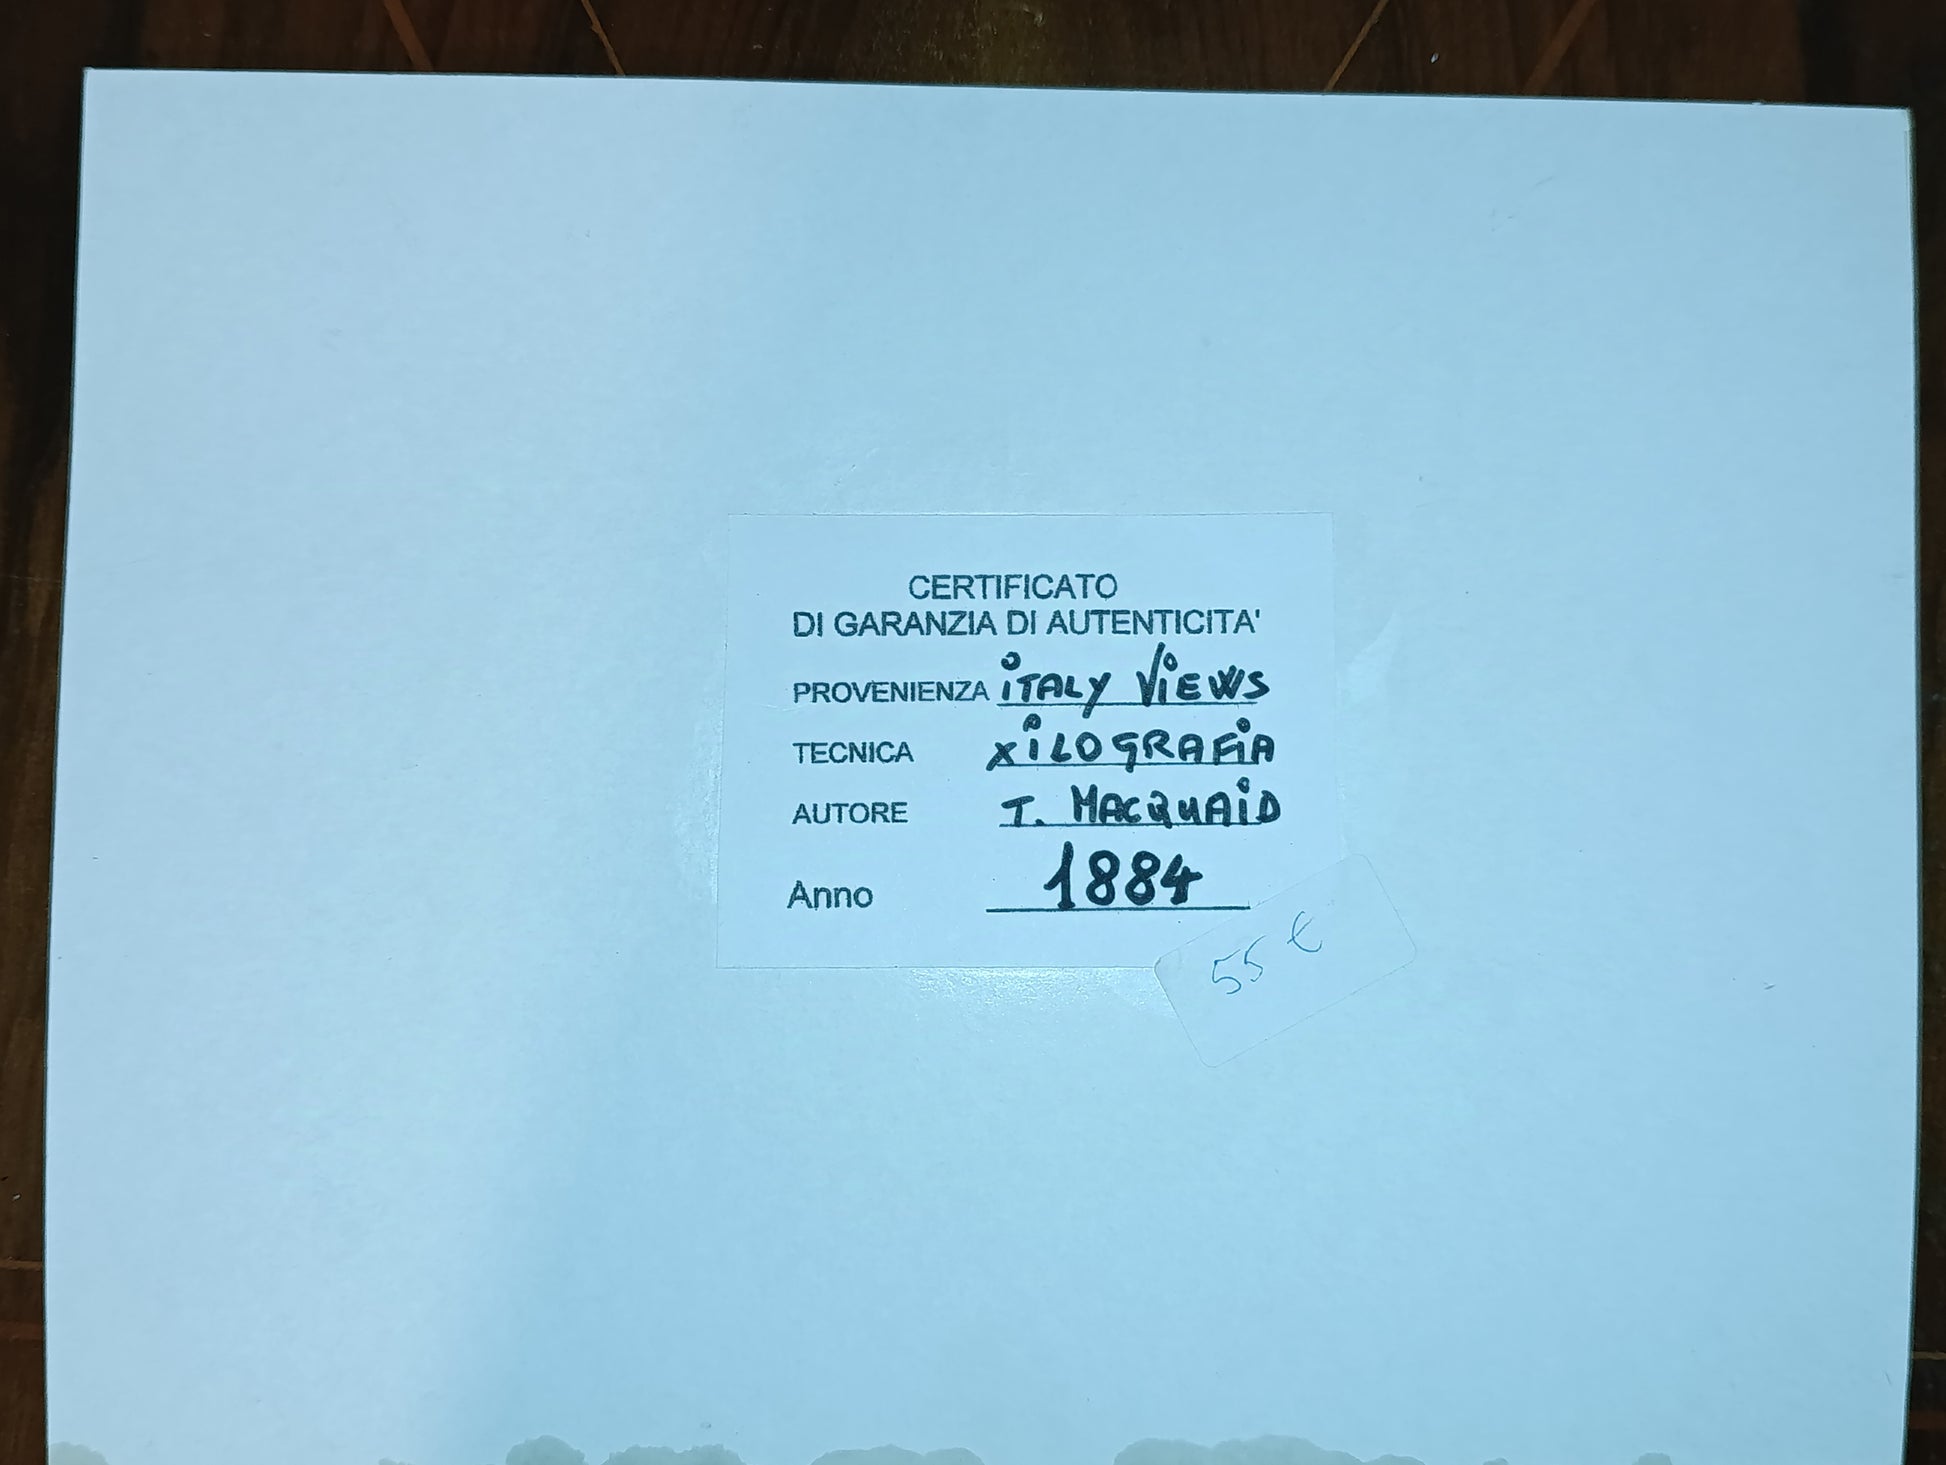 CERTIFICATO
DI GARANZIA DI AUTENTICITA'
PROVENIENZA iTALY ViEWS
TECNICA XiLOGRAFiA
AUTORE T. MACQUAiD
Anno 1884
55 €